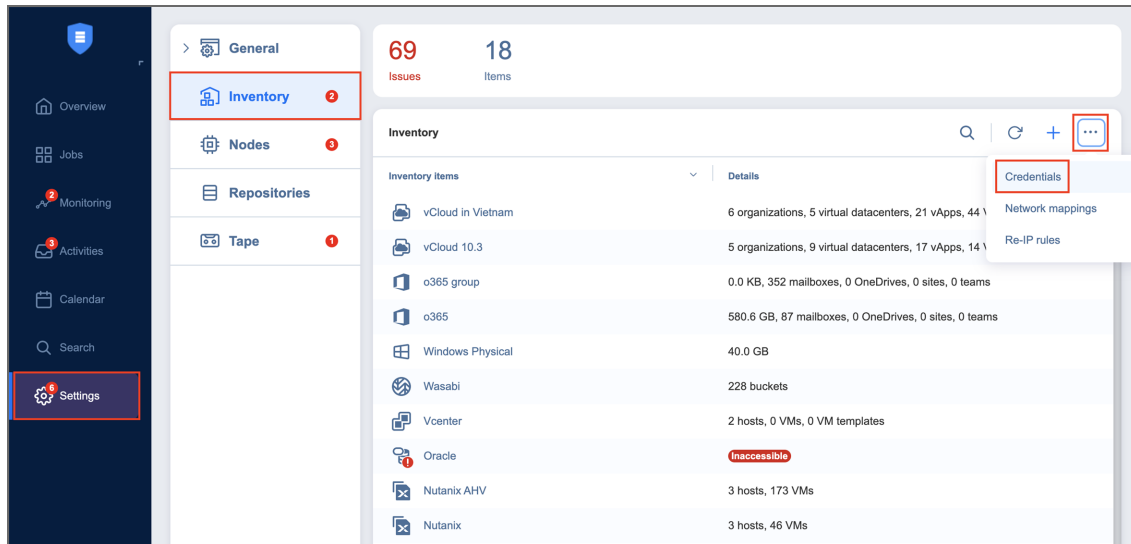 Overview
Jobs
2
Monitoring
3
Activities
Calendar
Search
6
Settings
General
Inventory 2
Nodes 3
Repositories
Tape 1
69 18
Issues Items
Inventory
Inventory items Details
vCloud in Vietnam 6 organizations, 5 virtual datacenters, 21 vApps, 44
vCloud 10.3 5 organizations, 9 virtual datacenters, 17 vApps, 14
o365 group 0.0 KB, 352 mailboxes, 0 OneDrives, 0 sites, 0 teams
o365 580.6 GB, 87 mailboxes, 0 OneDrives, 0 sites, 0 teams
Windows Physical 40.0 GB
Wasabi 228 buckets
Vcenter 2 hosts, 0 VMs, 0 VM templates
Oracle Inaccessible
Nutanix AHV 3 hosts, 173 VMs
Nutanix 3 hosts, 46 VMs
Credentials
Network mappings
Re-IP rules